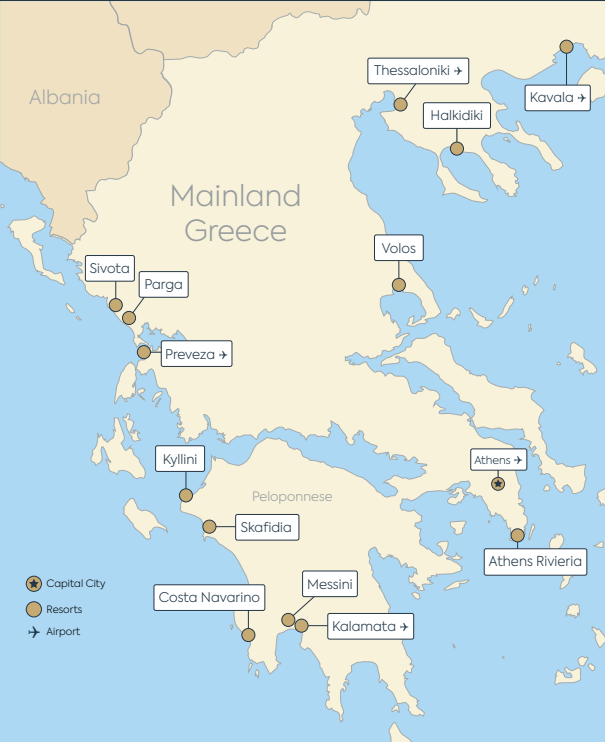 Thessaloniki
Kavala
Albania
Halkidiki
Mainland
Greece
Volos
Sivota
Parga
Preveza
Kyllini
Athens
Peloponnese
Skafidia
Athens Rivieria
Capital City
Messini
Costa Navarino
Resorts
Kalamata
Airport